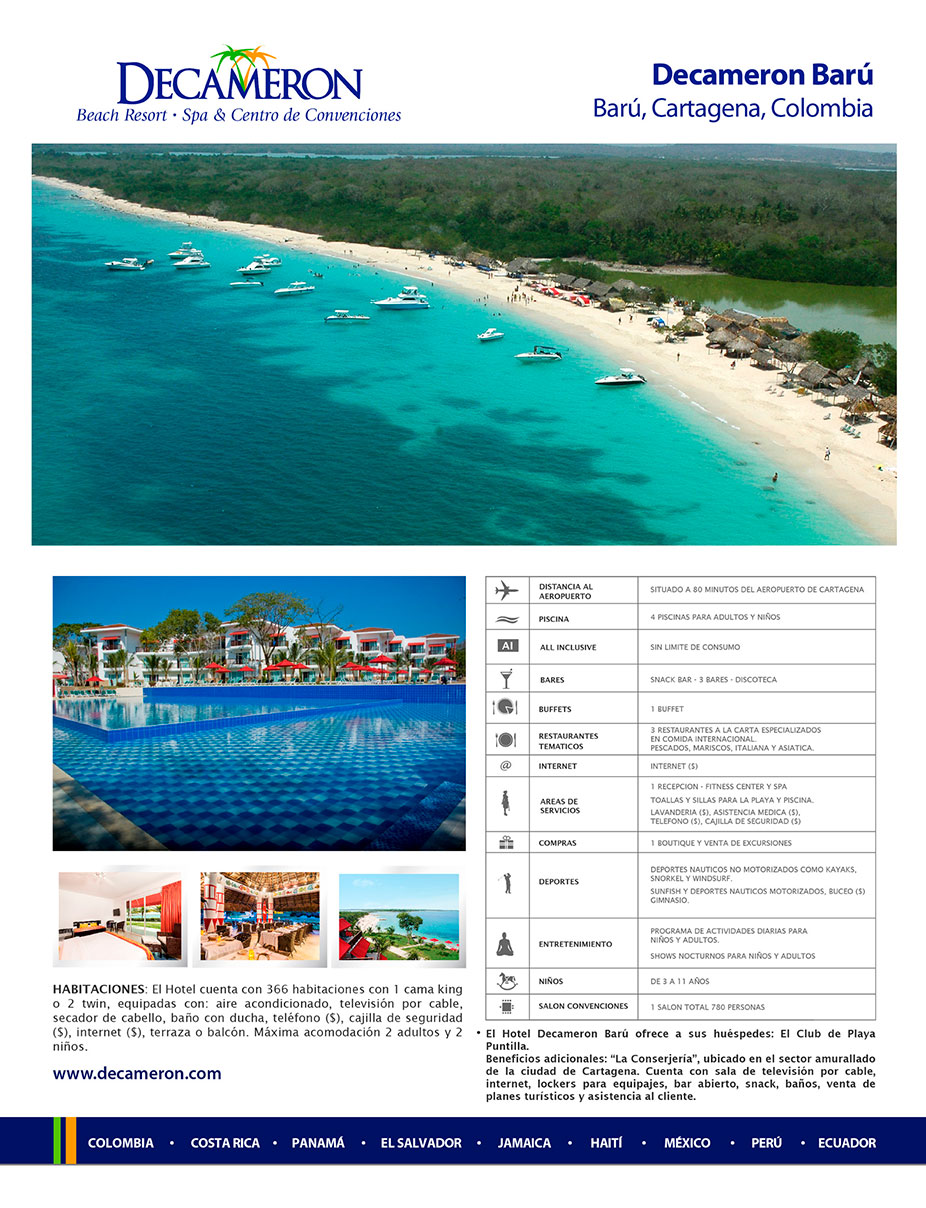 DECAMERON
Beach Resort · Spa & Centro de Convenciones
Decameron Barú
Barú, Cartagena, Colombia
DISTANCIA AL
AEROPUERTO
SITUADO A 80 MINUTOS DEL AEROPUERTO DE CARTAGENA
PISCINA
4 PISCINAS PARA ADULTOS Y NIÑOS
AI
ALL INCLUSIVE
SIN LIMITE DE CONSUMO
BARES
SNACK BAR - 3 BARES - DISCOTECA
BUFFETS
1 BUFFET
RESTAURANTES
TEMATICOS
3 RESTAURANTES A LA CARTA ESPECIALIZADOS
EN COMIDA INTERNACIONAL.
PESCADOS, MARISCOS, ITALIANA Y ASIATICA.
@
INTERNET
INTERNET ($)
AREAS DE
SERVICIOS
1 RECEPCION - FITNESS CENTER Y SPA
TOALLAS Y SILLAS PARA LA PLAYA Y PISCINA.
LAVANDERIA ($), ASISTENCIA MEDICA ($),
TELEFONO ($), CAJILLA DE SEGURIDAD ($)
COMPRAS
1 BOUTIQUE Y VENTA DE EXCURSIONES
DEPORTES
DEPORTES NAUTICOS NO MOTORIZADOS COMO KAYAKS,
SNORKEL Y WINDSURF.
SUNFISH Y DEPORTES NAUTICOS MOTORIZADOS, BUCEO ($)
GIMNASIO.
ENTRETENIMIENTO
PROGRAMA DE ACTIVIDADES DIARIAS PARA
NIÑOS Y ADULTOS.
SHOWS NOCTURNOS PARA NIÑOS Y ADULTOS
NIÑOS
DE 3 A 11 AÑOS
SALON CONVENCIONES
1 SALON TOTAL 780 PERSONAS
HABITACIONES: El Hotel cuenta con 366 habitaciones con 1 cama king
o 2 twin, equipadas con: aire acondicionado, televisión por cable,
secador de cabello, baño con ducha, teléfono ($), cajilla de seguridad
($), internet ($), terraza o balcón. Máxima acomodación 2 adultos y 2
niños.
www.decameron.com
• El Hotel Decameron Barú ofrece a sus huéspedes: El Club de Playa
Puntilla.
Beneficios adicionales: “La Conserjería”, ubicado en el sector amurallado
de la ciudad de Cartagena. Cuenta con sala de televisión por cable,
internet, lockers para equipajes, bar abierto, snack, baños, venta de
planes turísticos y asistencia al cliente.
COLOMBIA • COSTA RICA • PANAMÁ • EL SALVADOR • JAMAICA • HAITÍ • MÉXICO • PERÚ • ECUADOR